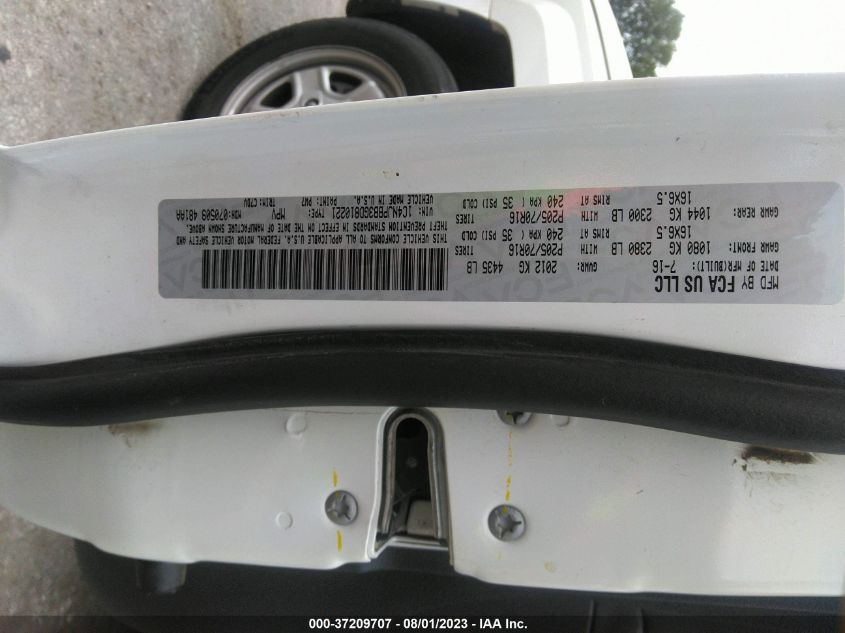 MFD BY FCA US LLC
DATE OF MFR(BUILT) 7-16 GVWR: 2012 KG 4435 LB
GAWR FRONT: 1080 KG 2380 LB WITH P205/70R16 TIRES
16X6.5 RIMS AT 240 KPA ( 35 PSI) COLD
GAWR REAR: 1044 KG 2300 LB WITH P205/70R16 TIRES
16X6.5 RIMS AT 240 KPA ( 35 PSI) COLD
THIS VEHICLE CONFORMS TO ALL APPLICABLE U.S.A. FEDERAL MOTOR VEHICLE SAFETY AND
THEFT PREVENTION STANDARDS IN EFFECT ON THE DATE OF MANUFACTURE SHOWN ABOVE.
VIN: 1C4NJPBB3GD810221 TYPE: MPV MDH:070509 481AA
VEHICLE MADE IN U.S.A. PAINT: PW7 TRIM: C7DV
000-37209707 - 08/01/2023 - IAA Inc.